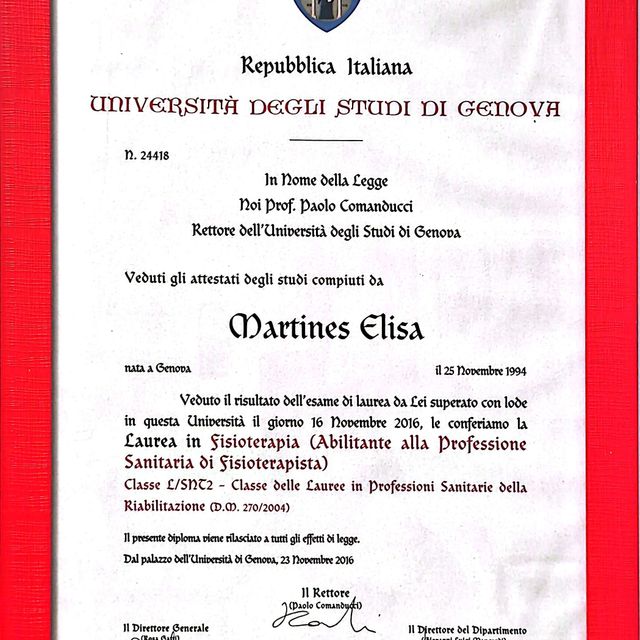 Repubblica Italiana
UNIVERSITÀ DEGLI STUDI DI GENOVA
N. 24418
In Nome della Legge
Noi Prof. Paolo Comanducci
Rettore dell'Università degli Studi di Genova
Veduti gli attestati degli studi compiuti da
Martines Elisa
nata a Genova il 25 Novembre 1994
Veduto il risultato dell'esame di laurea da Lei superato con lode
in questa Università il giorno 16 Novembre 2016, le conferiamo la
Laurea in Fisioterapia (Abilitante alla Professione
Sanitaria di Fisioterapista)
Classe L/SNT2 - Classe delle Lauree in Professioni Sanitarie della
Riabilitazione (D.M. 270/2004)
Il presente diploma viene rilasciato a tutti gli effetti di legge.
Dal palazzo dell'Università di Genova, 23 Novembre 2016
Il Rettore
(Paolo Comanducci)
Il Direttore Generale Il Direttore del Dipartimento